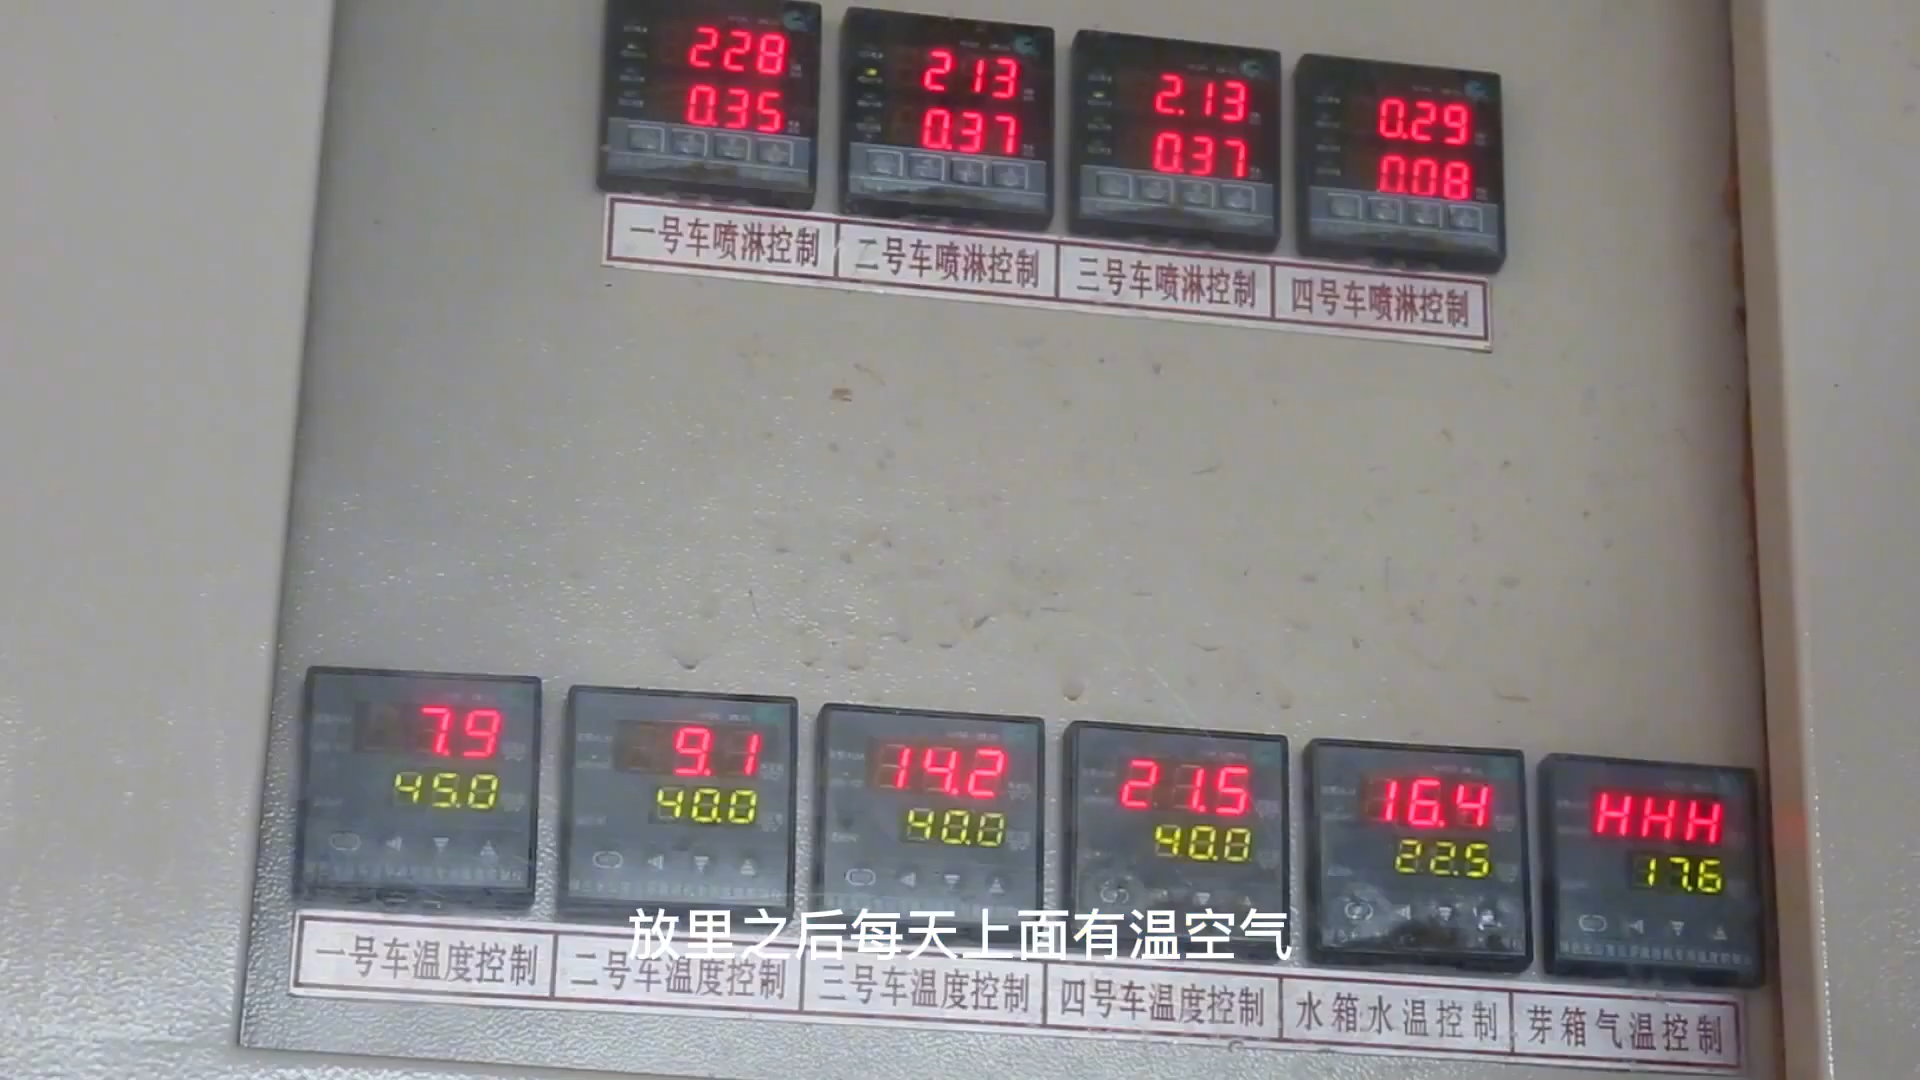 228 213 2.13 0.29
0.35 0.37 0.37 0.08
一号车喷淋控制 二号车喷淋控制 三号车喷淋控制 四号车喷淋控制
7.9 9.1 14.2 21.5 16.4 HHH
45.0 40.0 40.0 40.0 22.5 17.6
放里之后每天上面有温空气
一号车温度控制 二号车温度控制 三号车温度控制 四号车温度控制 水箱水温控制 芽箱气温控制